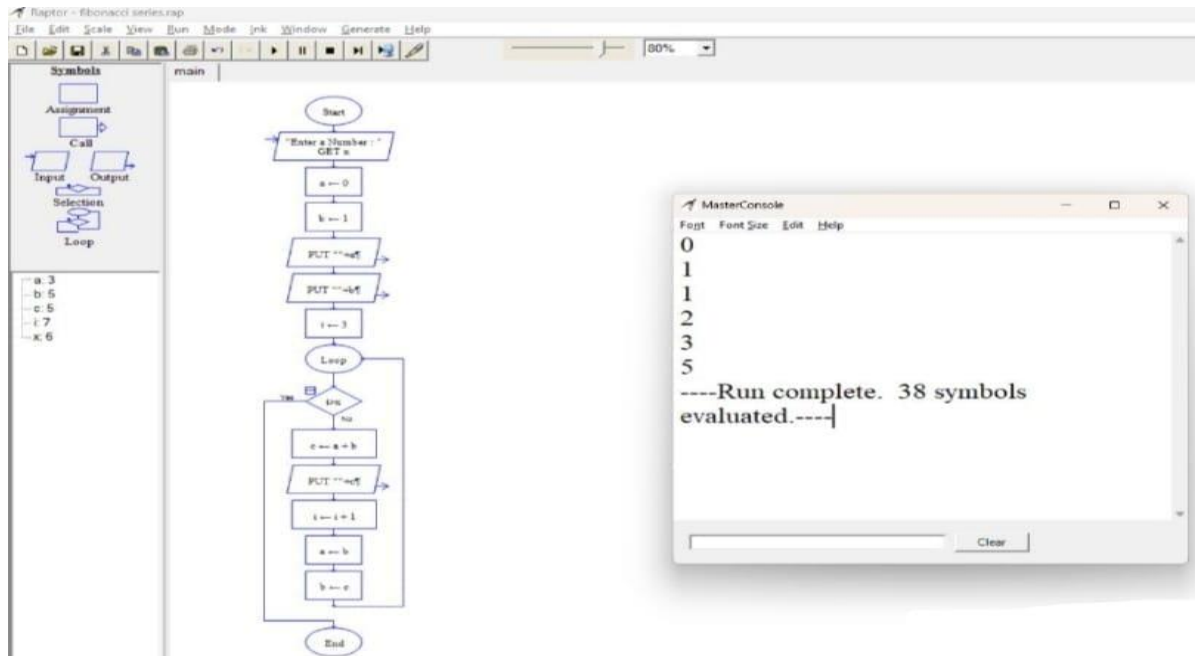 Raptor - fibonacci series.rap
File Edit Scale View Run Mode Ink Window Generate Help
80%
Symbols
main
Assignment
Call
Input Output
Selection
Loop
a: 3
b: 5
c: 5
i: 7
x: 6
Start
"Enter a Number : "
GET
a ← 0
b ← 1
PUT ""+a¶
PUT ""+b¶
i ← 3
Loop
Yes
No
c ← a + b
PUT ""+c¶
i ← i + 1
a ← b
b ← c
End
MasterConsole
Font Font Size Edit Help
0
1
1
2
3
5
----Run complete. 38 symbols
evaluated.----
Clear